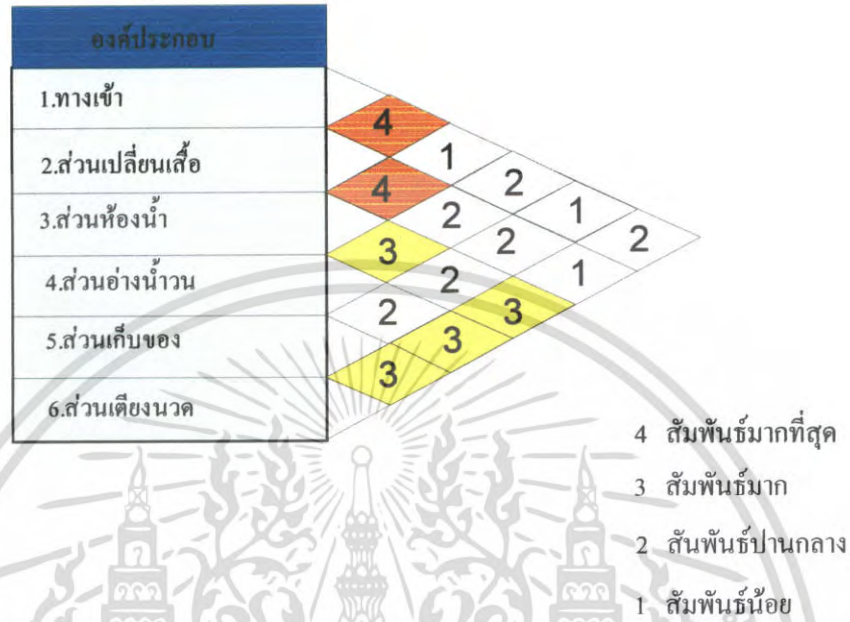 องค์ประกอบ
1.ทางเข้า
2.ส่วนเปลี่ยนเสื้อ
3.ส่วนห้องน้ำ
4.ส่วนอ่างน้ำวน
5.ส่วนเก็บของ
6.ส่วนเตียงนวด
4
1
4 2
2 1
3 2 2
2 1
2 3
3
3
4 สัมพันธ์มากที่สุด
3 สัมพันธ์มาก
2 สันพันธ์ปานกลาง
1 สัมพันธ์น้อย